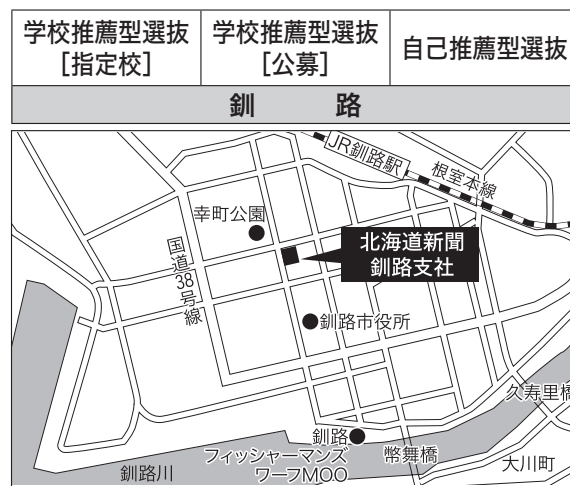 学校推薦型選抜
[指定校]
学校推薦型選抜
[公募]
自己推薦型選抜
釧 路
JR釧路駅
根室本線
幸町公園
国道38号線
北海道新聞
釧路支社
釧路市役所
久寿里橋
釧路
フィッシャーマンズ
ワーフMOO
幣舞橋
大川町
釧路川